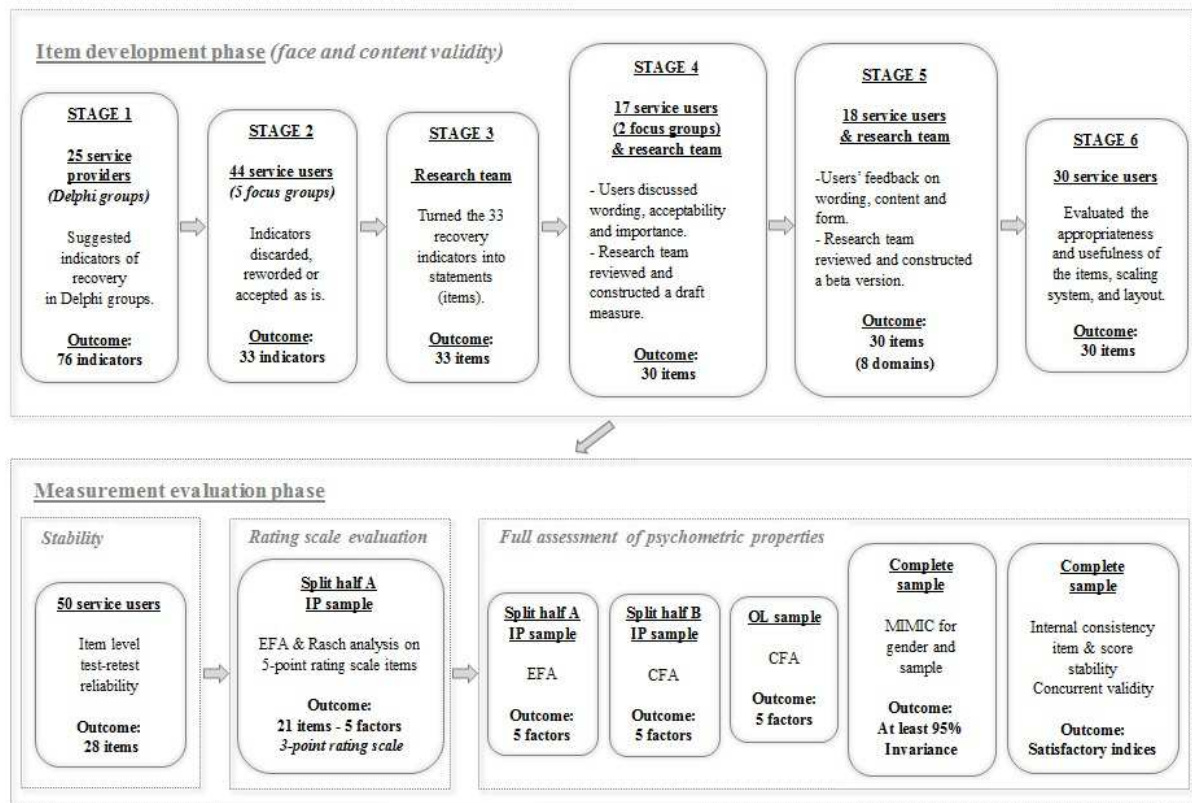 Item development phase (face and content validity)
STAGE 1
25 service
providers
(Delphi groups)
Suggested
indicators of
recovery
in Delphi groups.
Outcome:
76 indicators
STAGE 2
44 service users
(5 focus groups)
Indicators
discarded,
reworded or
accepted as is.
Outcome:
33 indicators
STAGE 3
Research team
Turned the 33
recovery
indicators into
statements
(items).
Outcome:
33 items
STAGE 4
17 service users
(2 focus groups)
& research team
- Users discussed
wording, acceptability
and importance.
- Research team
reviewed and
constructed a draft
measure.
Outcome:
30 items
STAGE 5
18 service users
& research team
-Users' feedback on
wording, content and
form.
- Research team
reviewed and constructed
a beta version.
Outcome:
30 items
(8 domains)
STAGE 6
30 service users
Evaluated the
appropriateness
and usefulness of
the items, scaling
system, and layout.
Outcome:
30 items
Measurement evaluation phase
Stability
50 service users
Item level
test-retest
reliability
Outcome:
28 items
Rating scale evaluation
Split half A
IP sample
EFA & Rasch analysis on
5-point rating scale items
Outcome:
21 items - 5 factors
3-point rating scale
Full assessment of psychometric properties
Split half A
IP sample
EFA
Outcome:
5 factors
Split half B
IP sample
CFA
Outcome:
5 factors
OL sample
CFA
Outcome:
5 factors
Complete
sample
MIMIC for
gender and
sample
Outcome:
At least 95%
Invariance
Complete
sample
Internal consistency
item & score
stability
Concurrent validity
Outcome:
Satisfactory indices